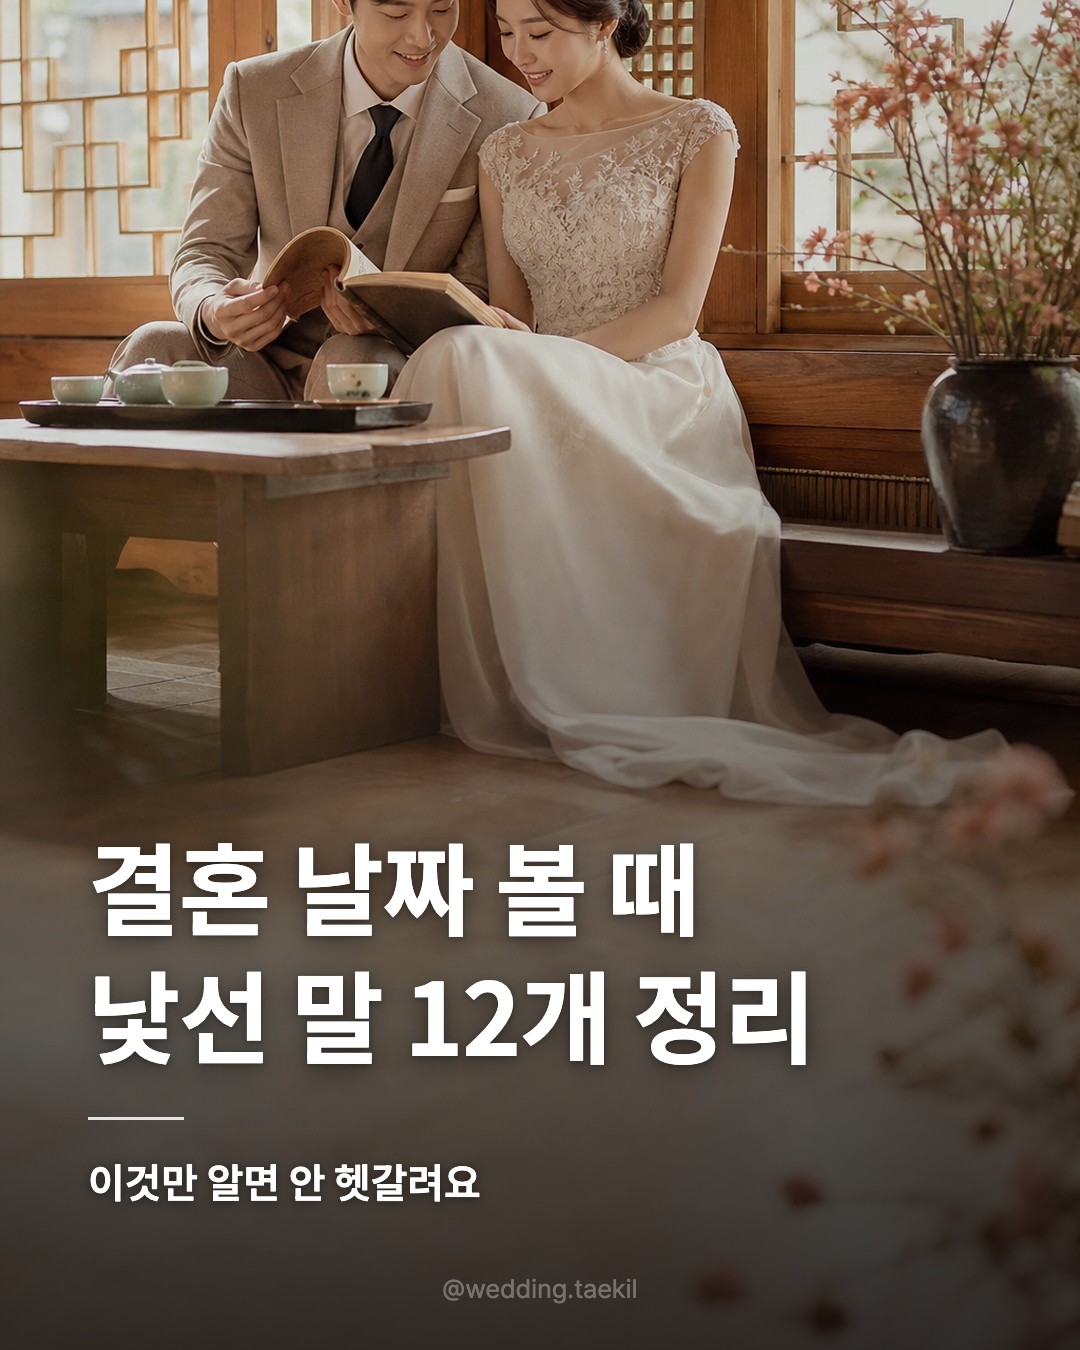 결혼 날짜 볼 때
낯선 말 12개 정리
이것만 알면 안 헷갈려요
@wedding.taekil